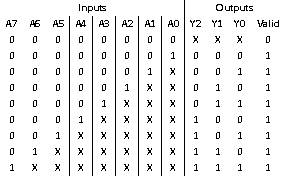 Inputs Outputs
A7 A6 A5 A4 A3 A2 A1 A0 Y2 Y1 Y0 Valid
0 0 0 0 0 0 0 0 X X X 0
0 0 0 0 0 0 0 1 0 0 0 1
0 0 0 0 0 0 1 X 0 0 1 1
0 0 0 0 0 1 X X 0 1 0 1
0 0 0 0 1 X X X 0 1 1 1
0 0 0 1 X X X X 1 0 0 1
0 0 1 X X X X X 1 0 1 1
0 1 X X X X X X 1 1 0 1
1 X X X X X X X 1 1 1 1